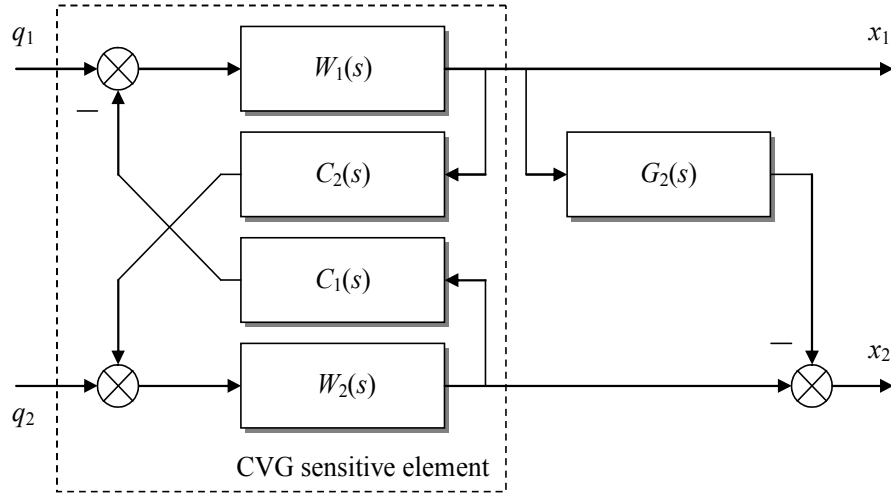 q1
x1
W1(s)
–
C2(s)
G2(s)
C1(s)
–
x2
W2(s)
q2
CVG sensitive element